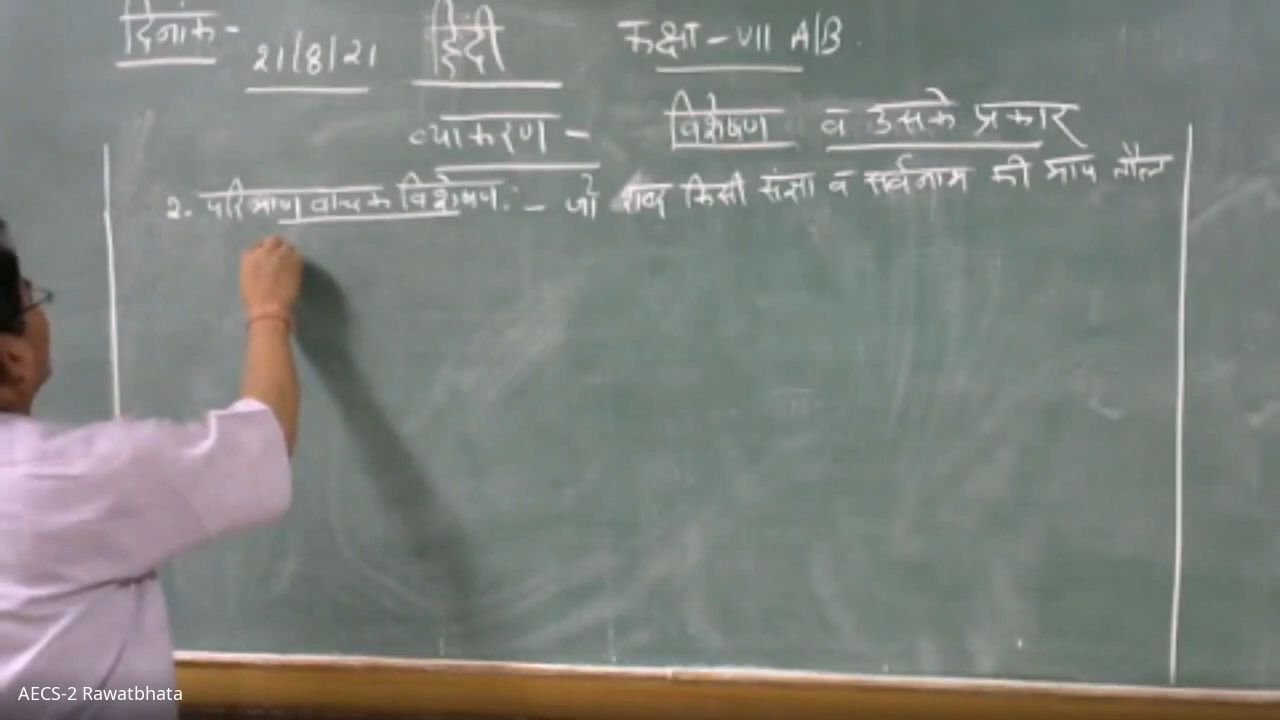 दिनांक- 21/8/21 हिंदी कक्षा - VII A/B
व्याकरण - विशेषण व उसके प्रकार
2. परिमाण वाचक विशेषण: - जो शब्द किसी संज्ञा व सर्वनाम की माप तौल
AECS-2 Rawatbhata